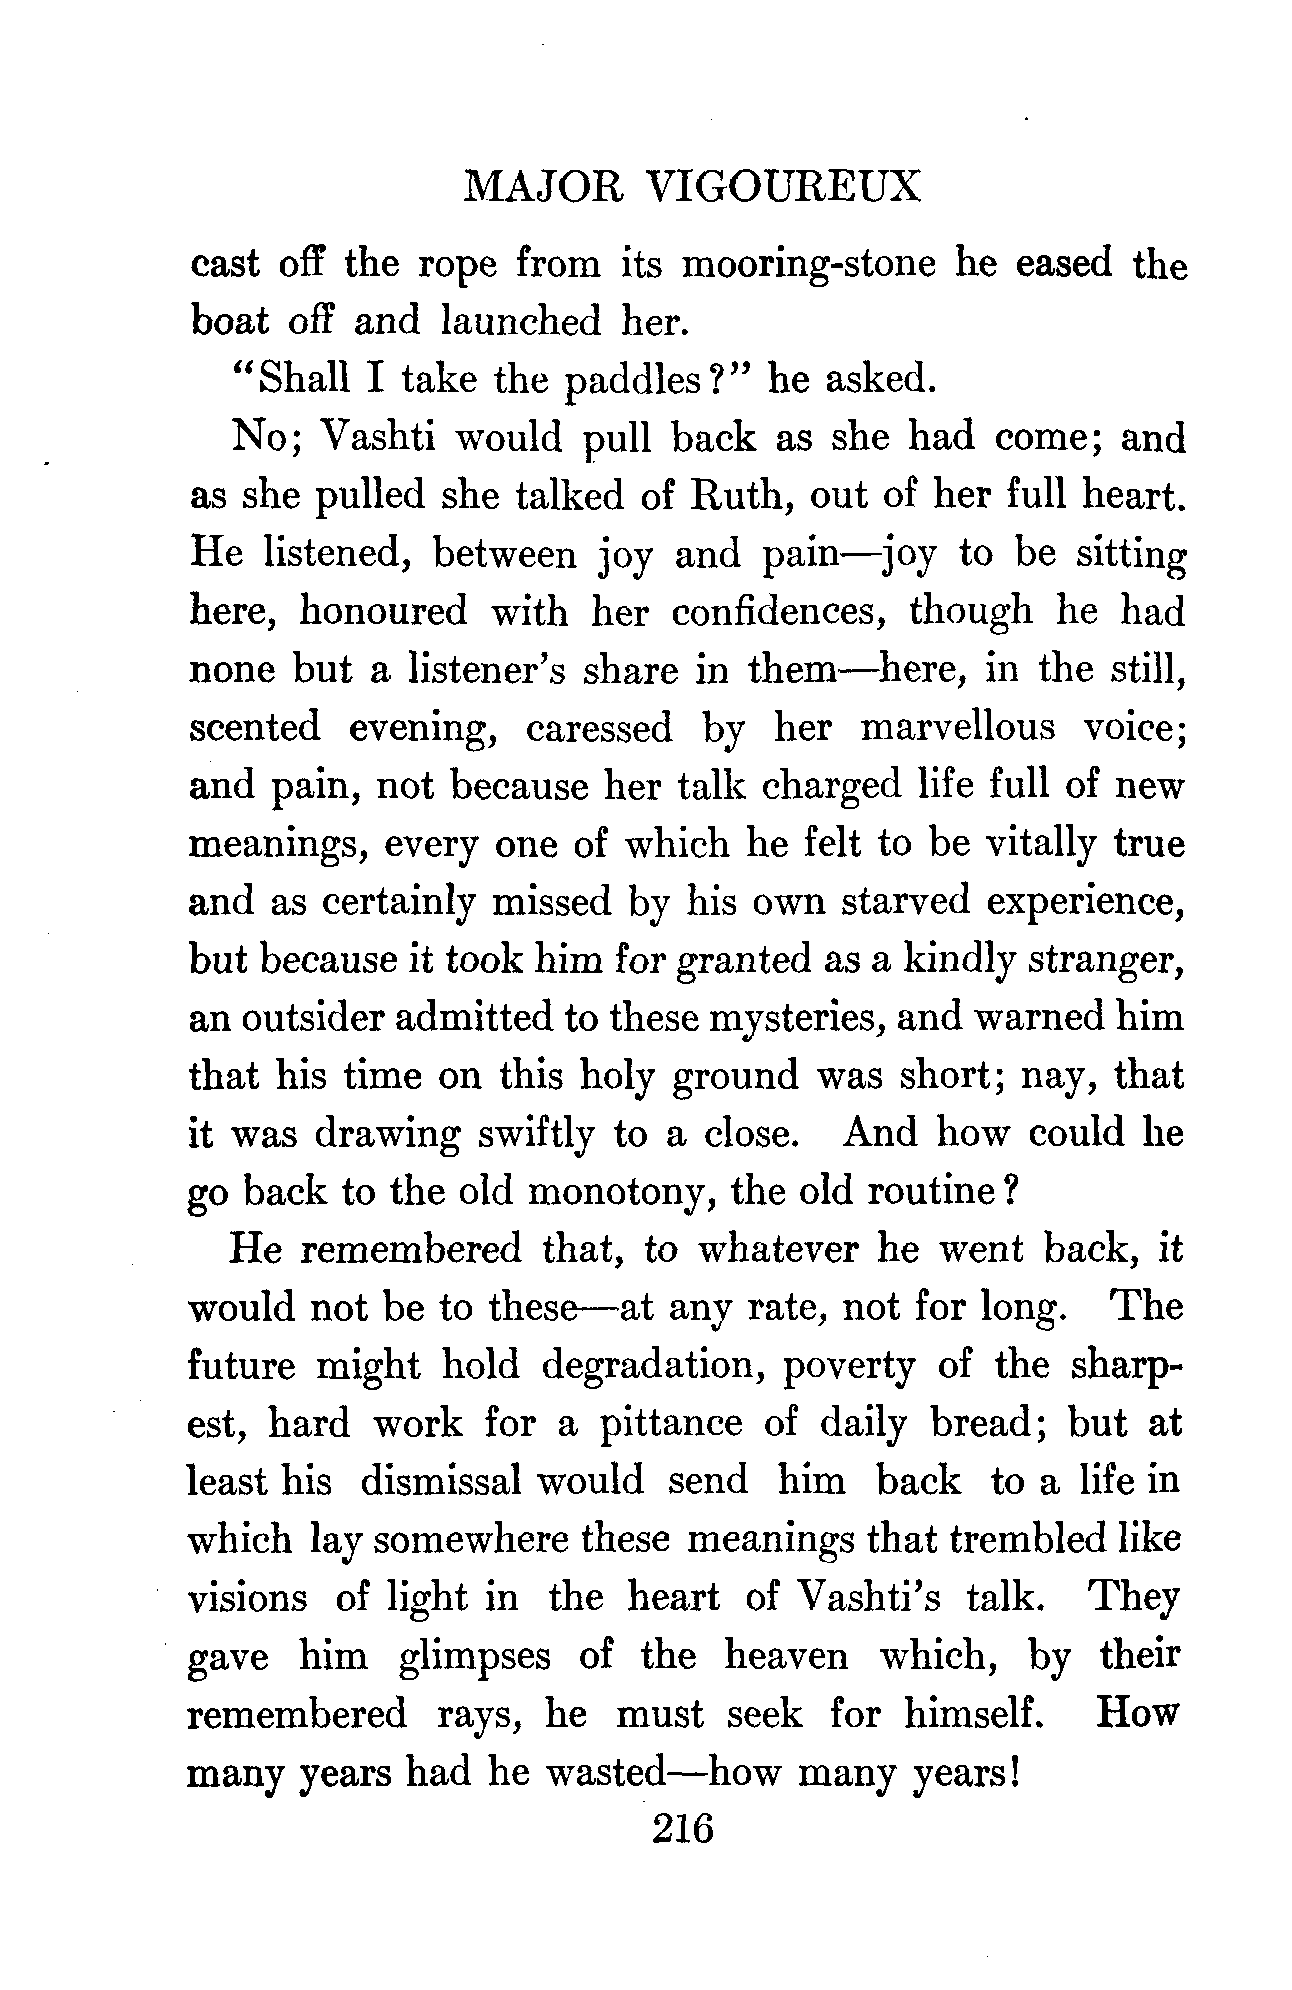 MAJOR VIGOUREUX
cast off the rope from its mooring-stone he eased the
boat off and launched her.
"Shall I take the paddles?" he asked.
No; Vashti would pull back as she had come; and
as she pulled she talked of Ruth, out of her full heart.
He listened, between joy and pain—joy to be sitting
here, honoured with her confidences, though he had
none but a listener's share in them—here, in the still,
scented evening, caressed by her marvellous voice;
and pain, not because her talk charged life full of new
meanings, every one of which he felt to be vitally true
and as certainly missed by his own starved experience,
but because it took him for granted as a kindly stranger,
an outsider admitted to these mysteries, and warned him
that his time on this holy ground was short; nay, that
it was drawing swiftly to a close. And how could he
go back to the old monotony, the old routine?
He remembered that, to whatever he went back, it
would not be to these—at any rate, not for long. The
future might hold degradation, poverty of the sharp-
est, hard work for a pittance of daily bread; but at
least his dismissal would send him back to a life in
which lay somewhere these meanings that trembled like
visions of light in the heart of Vashti's talk. They
gave him glimpses of the heaven which, by their
remembered rays, he must seek for himself. How
many years had he wasted—how many years!
216